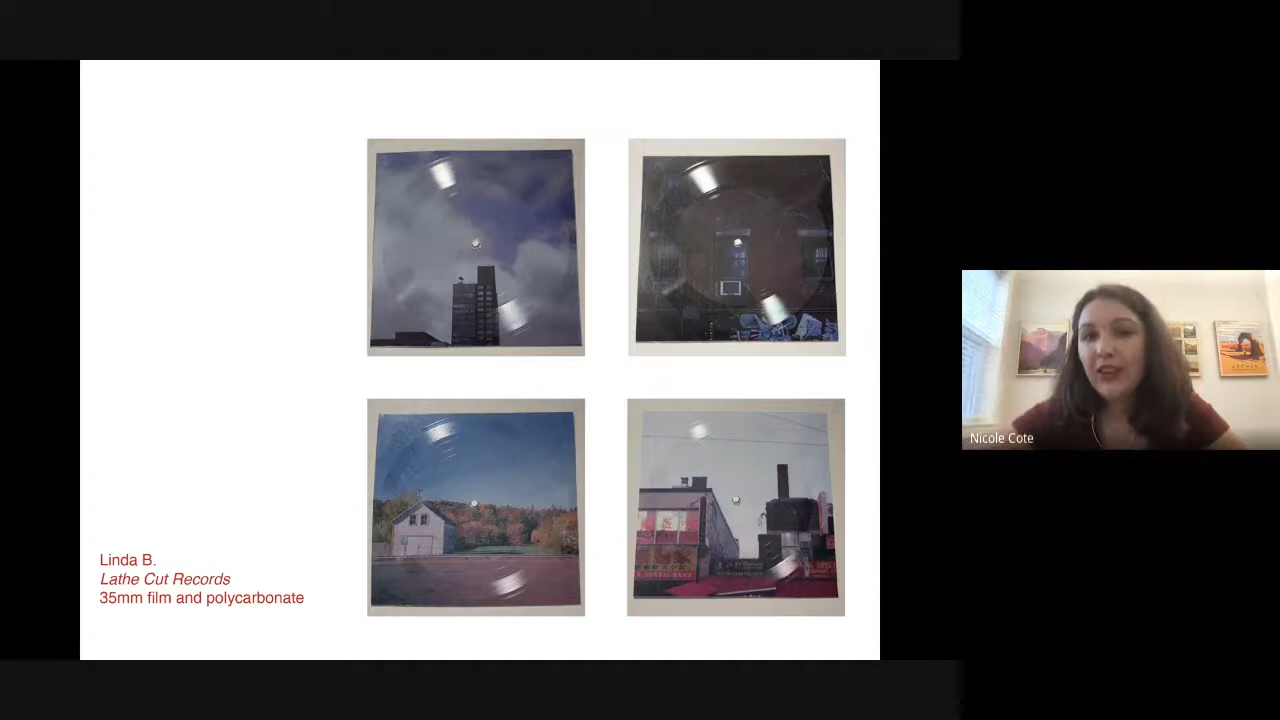 Linda B.
Lathe Cut Records
35mm film and polycarbonate
Nicole Cote